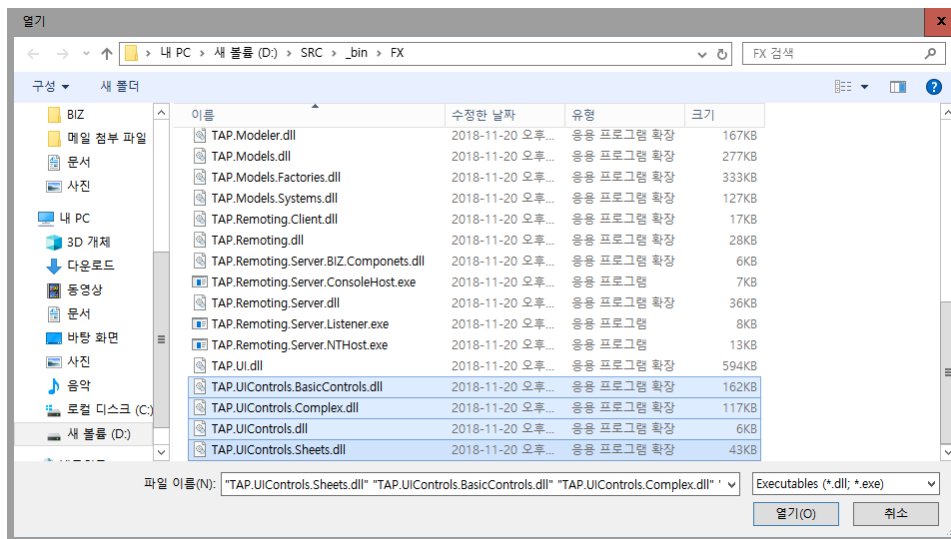 열기
내 PC > 새 볼륨 (D:) > SRC > _bin > FX
FX 검색
구성
새 폴더
BIZ
메일 첨부 파일
문서
사진
내 PC
3D 개체
다운로드
동영상
문서
바탕 화면
사진
음악
로컬 디스크 (C:)
새 볼륨 (D:)
이름 수정한 날짜 유형 크기
TAP.Modeler.dll 2018-11-20 오후... 응용 프로그램 확장 167KB
TAP.Models.dll 2018-11-20 오후... 응용 프로그램 확장 277KB
TAP.Models.Factories.dll 2018-11-20 오후... 응용 프로그램 확장 333KB
TAP.Models.Systems.dll 2018-11-20 오후... 응용 프로그램 확장 127KB
TAP.Remoting.Client.dll 2018-11-20 오후... 응용 프로그램 확장 17KB
TAP.Remoting.dll 2018-11-20 오후... 응용 프로그램 확장 28KB
TAP.Remoting.Server.BIZ.Componets.dll 2018-11-20 오후... 응용 프로그램 확장 6KB
TAP.Remoting.Server.ConsoleHost.exe 2018-11-20 오후... 응용 프로그램 7KB
TAP.Remoting.Server.dll 2018-11-20 오후... 응용 프로그램 확장 36KB
TAP.Remoting.Server.Listener.exe 2018-11-20 오후... 응용 프로그램 8KB
TAP.Remoting.Server.NTHost.exe 2018-11-20 오후... 응용 프로그램 13KB
TAP.UI.dll 2018-11-20 오후... 응용 프로그램 확장 594KB
TAP.UIControls.BasicControls.dll 2018-11-20 오후... 응용 프로그램 확장 162KB
TAP.UIControls.Complex.dll 2018-11-20 오후... 응용 프로그램 확장 117KB
TAP.UIControls.dll 2018-11-20 오후... 응용 프로그램 확장 6KB
TAP.UIControls.Sheets.dll 2018-11-20 오후... 응용 프로그램 확장 43KB
파일 이름(N): "TAP.UIControls.Sheets.dll" "TAP.UIControls.BasicControls.dll" "TAP.UIControls.Complex.dll" "
Executables (*.dll; *.exe)
열기(O)
취소